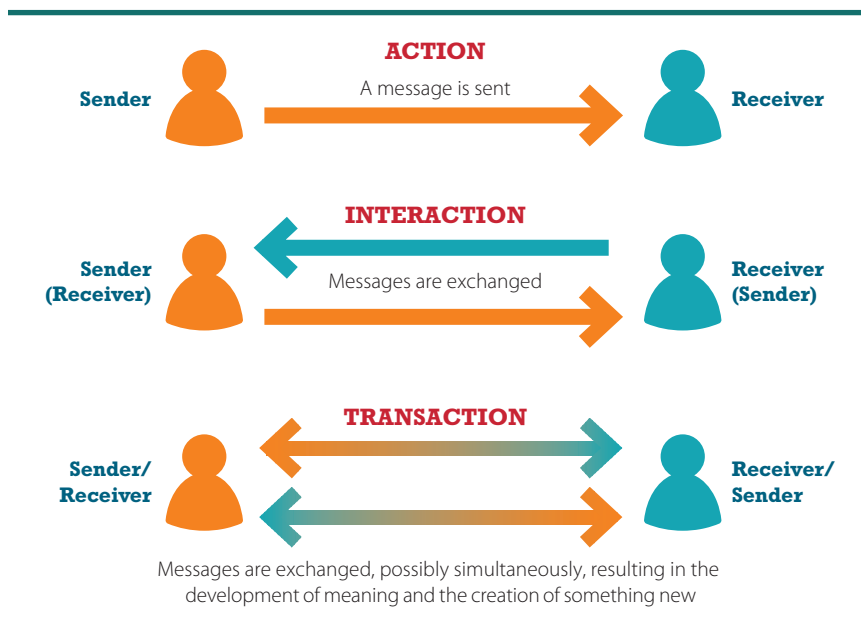 ACTION
A message is sent
Sender
Receiver
INTERACTION
Sender
(Receiver)
Messages are exchanged
Receiver
(Sender)
TRANSACTION
Sender/
Receiver
Receiver/
Sender
Messages are exchanged, possibly simultaneously, resulting in the
development of meaning and the creation of something new